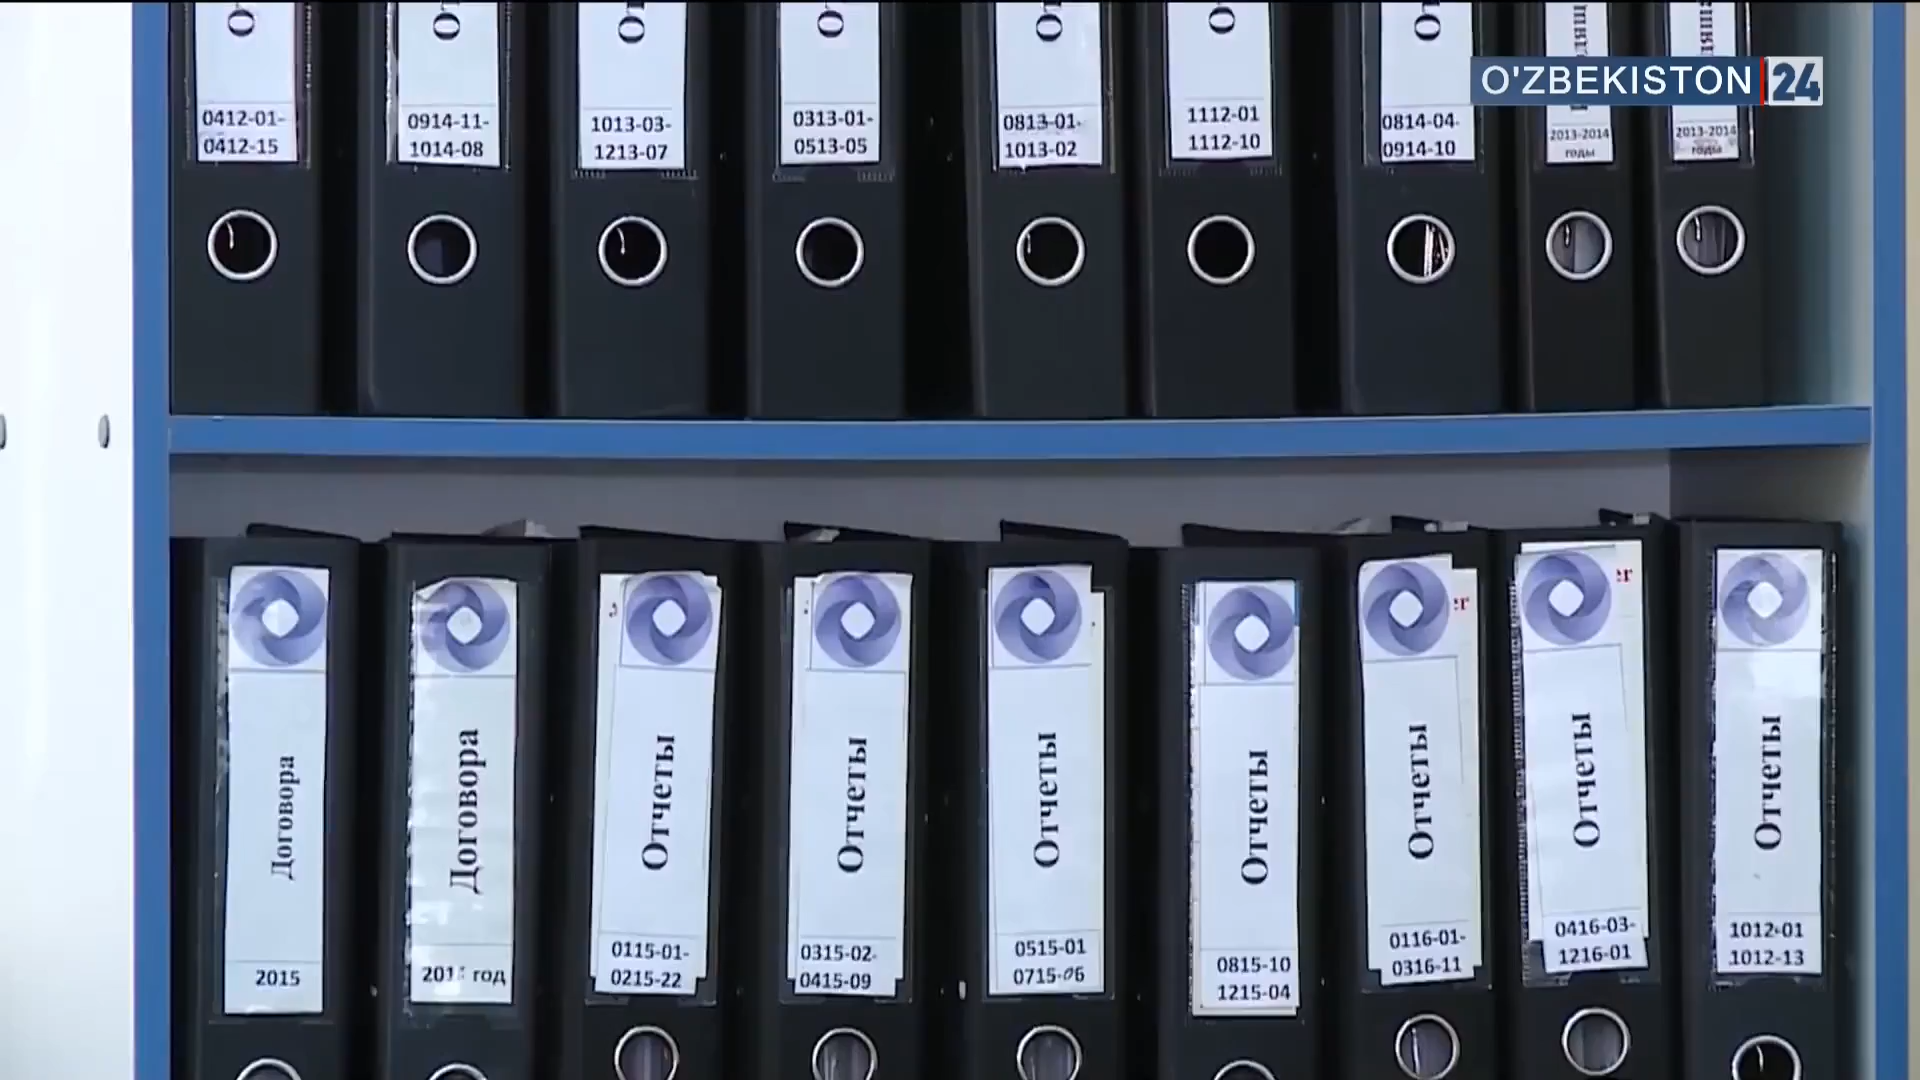 O'ZBEKISTON 24
0412-01-
0412-15
0914-11-
1014-08
1013-03-
1213-07
0313-01-
0513-05
0813-01-
1013-02
1112-01
1112-10
0814-04-
0914-10
2013-2014
годы
2013-2014
годы
Договора
2015
Договора
год
Отчеты
0115-01-
0215-22
Отчеты
0315-02-
0415-09
Отчеты
0515-01
0715-06
Отчеты
0815-10
1215-04
Отчеты
0116-01-
0316-11
Отчеты
0416-03-
1216-01
Отчеты
1012-01
1012-13